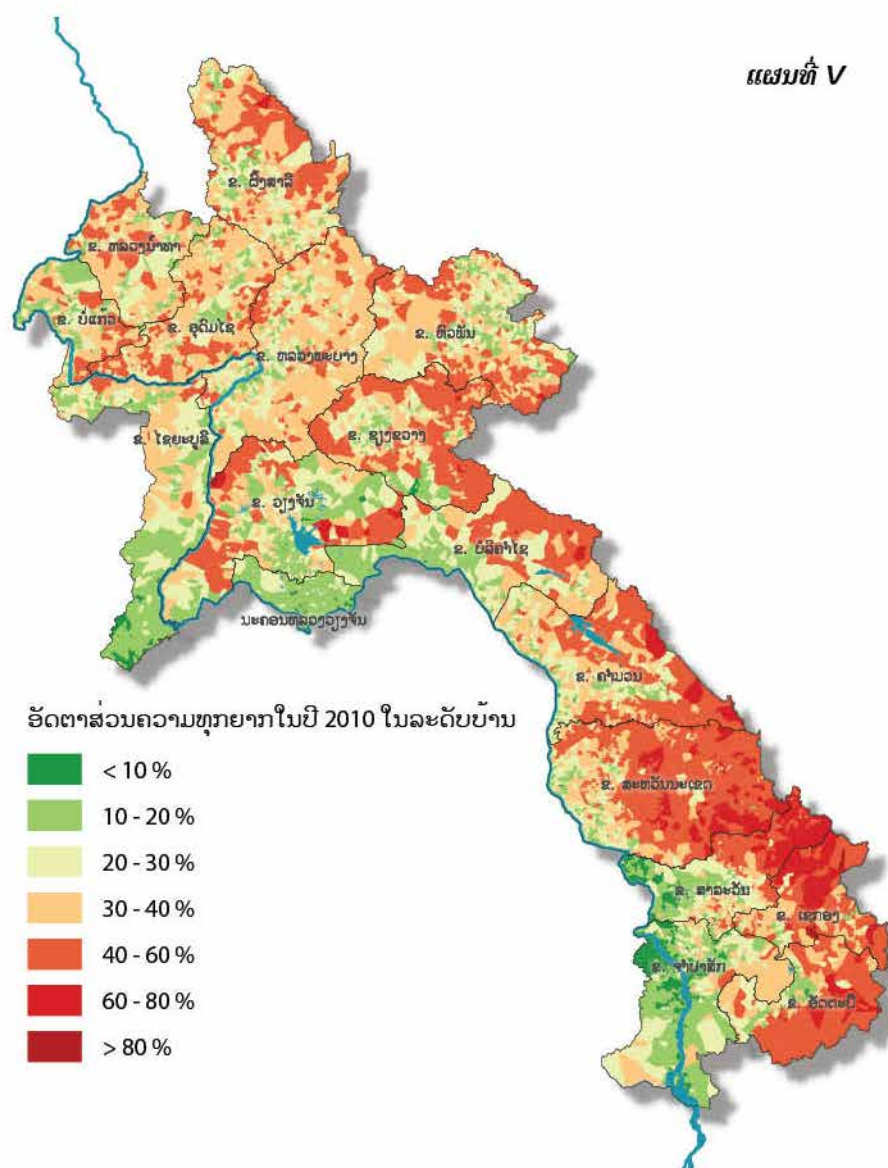 ແຜນທີ່ V
ຂ. ຜົ້ງສາລີ
ຂ. ຫລວງນ້ຳທາ
ຂ. ບໍ່ແກ້ວ
ຂ. ອຸດົມໄຊ
ຂ. ຫລວງພະບາງ
ຂ. ຫົວພັນ
ຂ. ໄຊຍະບູລີ
ຂ. ຊຽງຂວາງ
ຂ. ວຽງຈັນ
ຂ. ບໍລິຄຳໄຊ
ນະຄອນຫລວງວຽງຈັນ
ຂ. ຄຳມ່ວນ
ຂ. ສະຫວັນນະເຂດ
ຂ. ສາລະວັນ
ຂ. ເຊກອງ
ຂ. ຈຳປາສັກ
ຂ. ອັດຕະປື
ອັດຕາສ່ວນຄວາມທຸກຍາກໃນປີ 2010 ໃນລະດັບບ້ານ
< 10 %
10 - 20 %
20 - 30 %
30 - 40 %
40 - 60 %
60 - 80 %
> 80 %